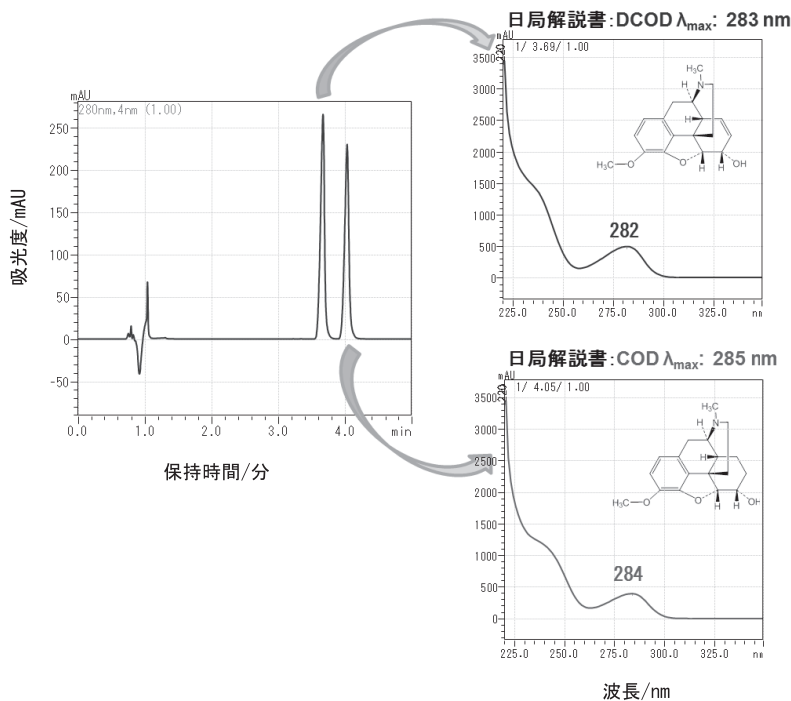 日局解説書:DCOD λmax: 283 nm
mAU
220
1/ 3.69/ 1.00
3500
3000
2500
2000
1500
1000
500
0
282
H₃C
N
H
H
H₃C
O
O
H
H
OH
225.0
250.0
275.0
300.0
325.0
nm
mAU
280nm,4nm (1.00)
250
200
150
100
50
0
-50
0.0
1.0
2.0
3.0
4.0
min
吸光度/mAU
保持時間/分
日局解説書:COD λmax: 285 nm
mAU
220
1/ 4.05/ 1.00
3500
2500
2000
1500
1000
500
0
284
H₃C
N
H
H
H₃C
O
O
H
H
OH
225.0
250.0
275.0
300.0
325.0
nm
波長/nm